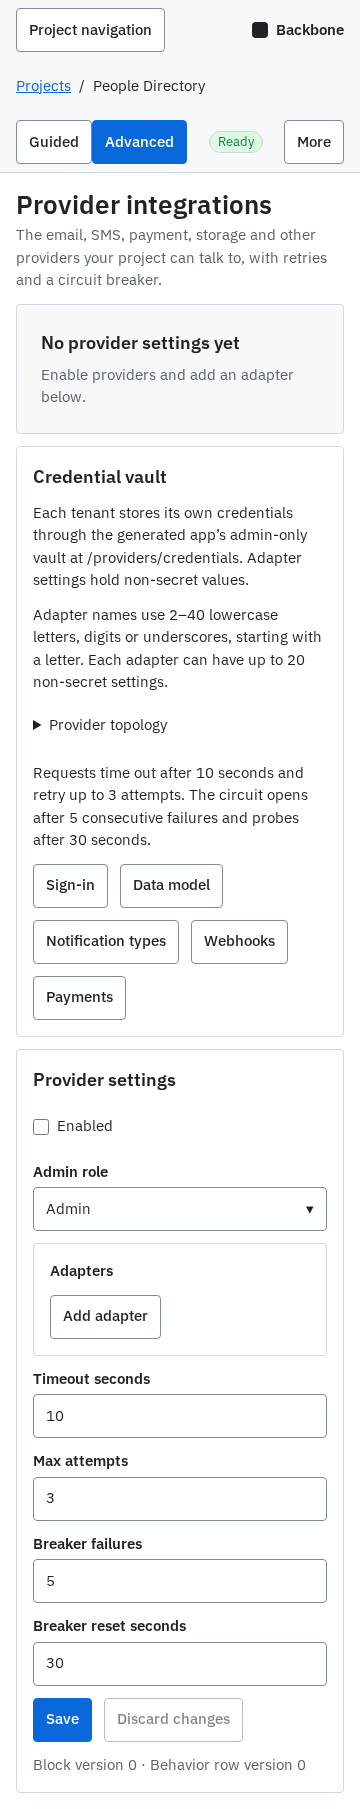 Project navigation
Backbone
Projects / People Directory
Guided
Advanced
Ready
More
Provider integrations
The email, SMS, payment, storage and other
providers your project can talk to, with retries
and a circuit breaker.
No provider settings yet
Enable providers and add an adapter
below.
Credential vault
Each tenant stores its own credentials
through the generated app’s admin-only
vault at /providers/credentials. Adapter
settings hold non-secret values.
Adapter names use 2–40 lowercase
letters, digits or underscores, starting with
a letter. Each adapter can have up to 20
non-secret settings.
Provider topology
Requests time out after 10 seconds and
retry up to 3 attempts. The circuit opens
after 5 consecutive failures and probes
after 30 seconds.
Sign-in
Data model
Notification types
Webhooks
Payments
Provider settings
Enabled
Admin role
Admin
Adapters
Add adapter
Timeout seconds
10
Max attempts
3
Breaker failures
5
Breaker reset seconds
30
Save
Discard changes
Block version 0 · Behavior row version 0